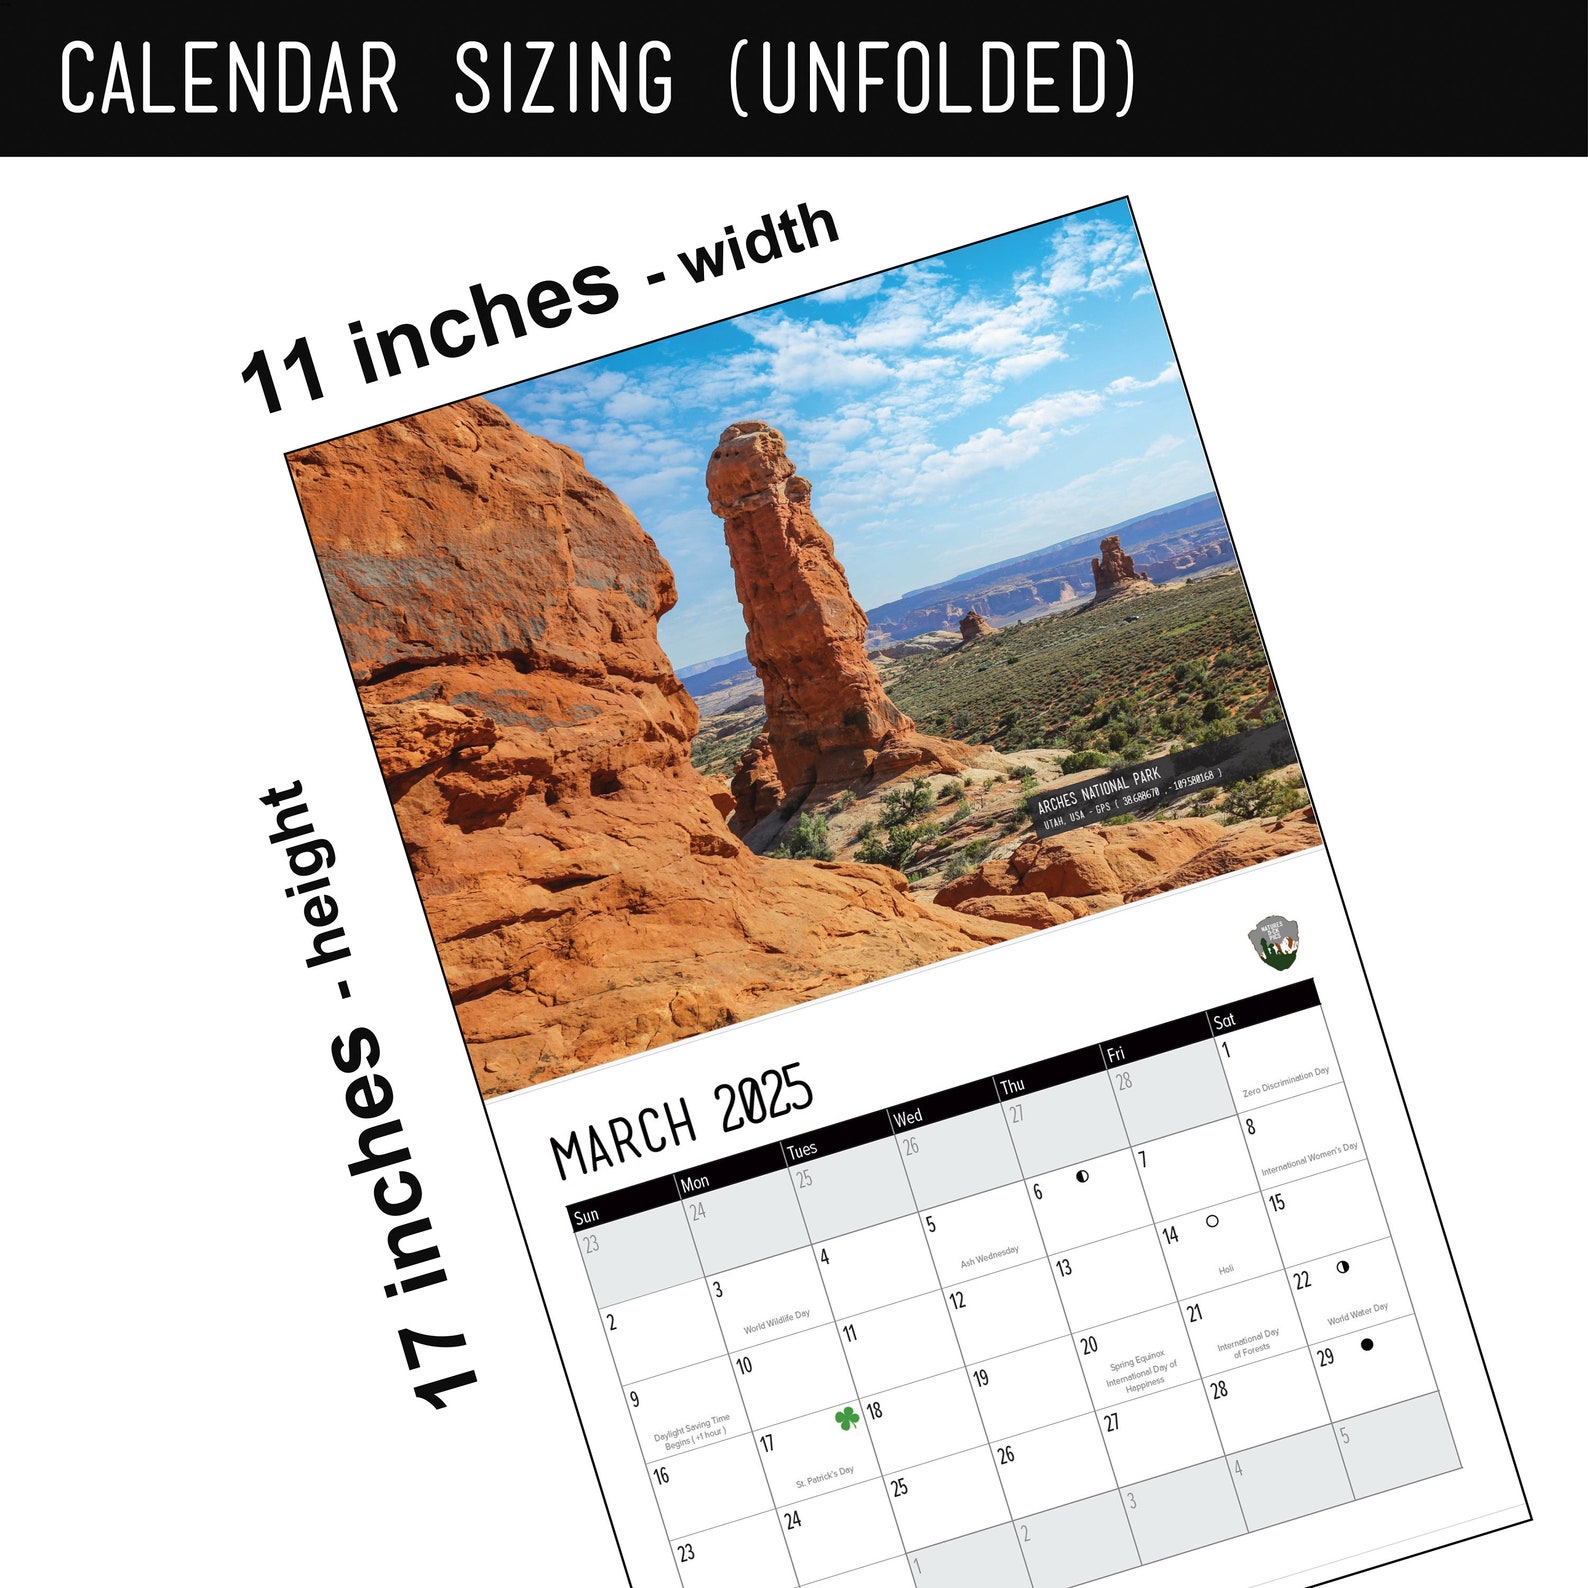 CALENDAR SIZING (UNFOLDED)
11 inches - width
17 inches - height
ARCHES NATIONAL PARK
UTAH, USA - GPS ( 38.688670 ,-109.580168 )
MARCH 2025
Sun Mon Tues Wed Thu Fri Sat
23 24 25 26 27 28 1
Zero Discrimination Day
2 3 4 5 6 7 8
World Wildlife Day
Ash Wednesday
International Women's Day
9 10 11 12 13 14 15
Daylight Saving Time
Begins ( +1 hour )
Holi
16 17 18 19 20 21 22
St. Patrick's Day
Spring Equinox
International Day of
Happiness
International Day
of Forests
World Water Day
23 24 25 26 27 28 29
1 2 3 4 5